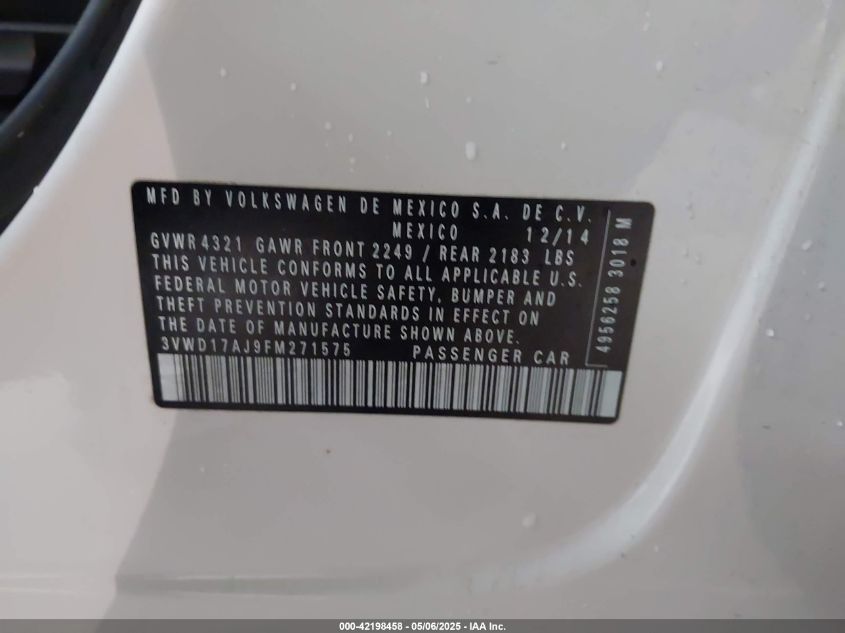 MFD BY VOLKSWAGEN DE MEXICO S.A. DE C.V.
MEXICO 12/14
GVWR 4321 GAWR FRONT 2249 / REAR 2183 LBS
THIS VEHICLE CONFORMS TO ALL APPLICABLE U.S.
FEDERAL MOTOR VEHICLE SAFETY, BUMPER AND
THEFT PREVENTION STANDARDS IN EFFECT ON
THE DATE OF MANUFACTURE SHOWN ABOVE.
3VWD17AJ9FM271575 PASSENGER CAR
4956258 3018 M
000-42198458 - 05/06/2025 - IAA Inc.